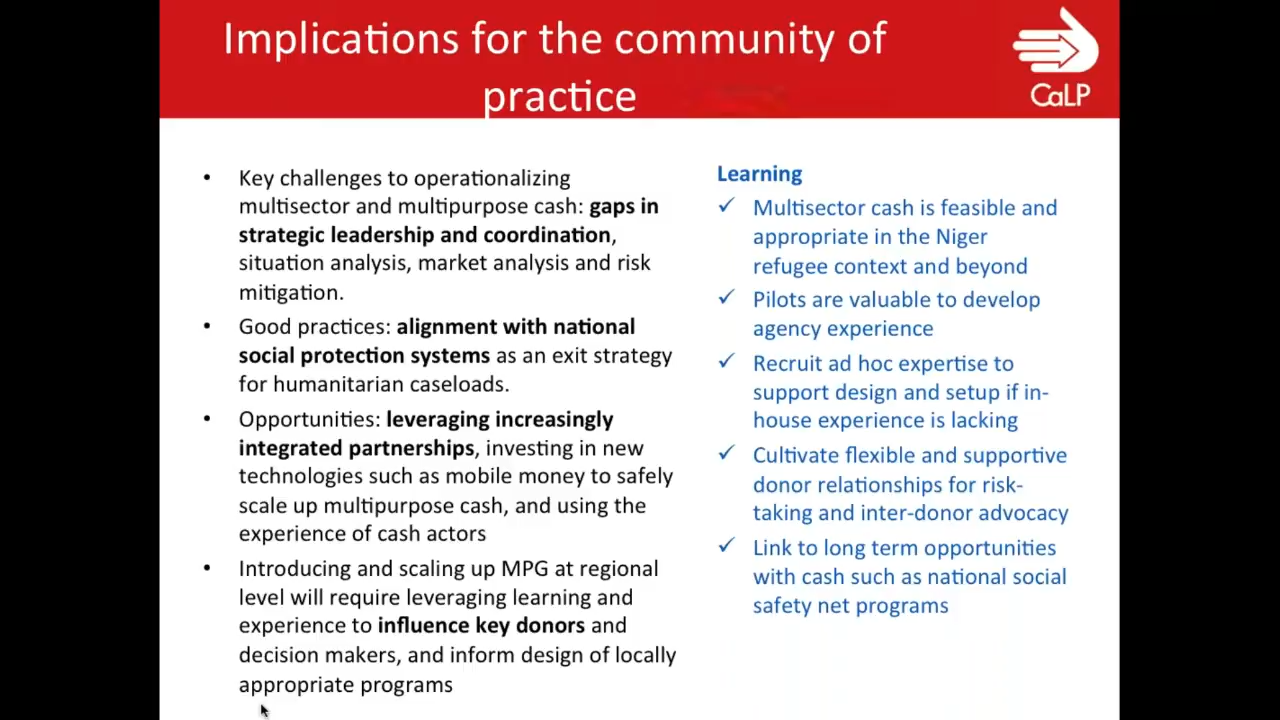 Implications for the community of
practice
CaLP
• Key challenges to operationalizing
multisector and multipurpose cash: gaps in
strategic leadership and coordination,
situation analysis, market analysis and risk
mitigation.
• Good practices: alignment with national
social protection systems as an exit strategy
for humanitarian caseloads.
• Opportunities: leveraging increasingly
integrated partnerships, investing in new
technologies such as mobile money to safely
scale up multipurpose cash, and using the
experience of cash actors
• Introducing and scaling up MPG at regional
level will require leveraging learning and
experience to influence key donors and
decision makers, and inform design of locally
appropriate programs
Learning
✓ Multisector cash is feasible and
appropriate in the Niger
refugee context and beyond
✓ Pilots are valuable to develop
agency experience
✓ Recruit ad hoc expertise to
support design and setup if in-
house experience is lacking
✓ Cultivate flexible and supportive
donor relationships for risk-
taking and inter-donor advocacy
✓ Link to long term opportunities
with cash such as national social
safety net programs